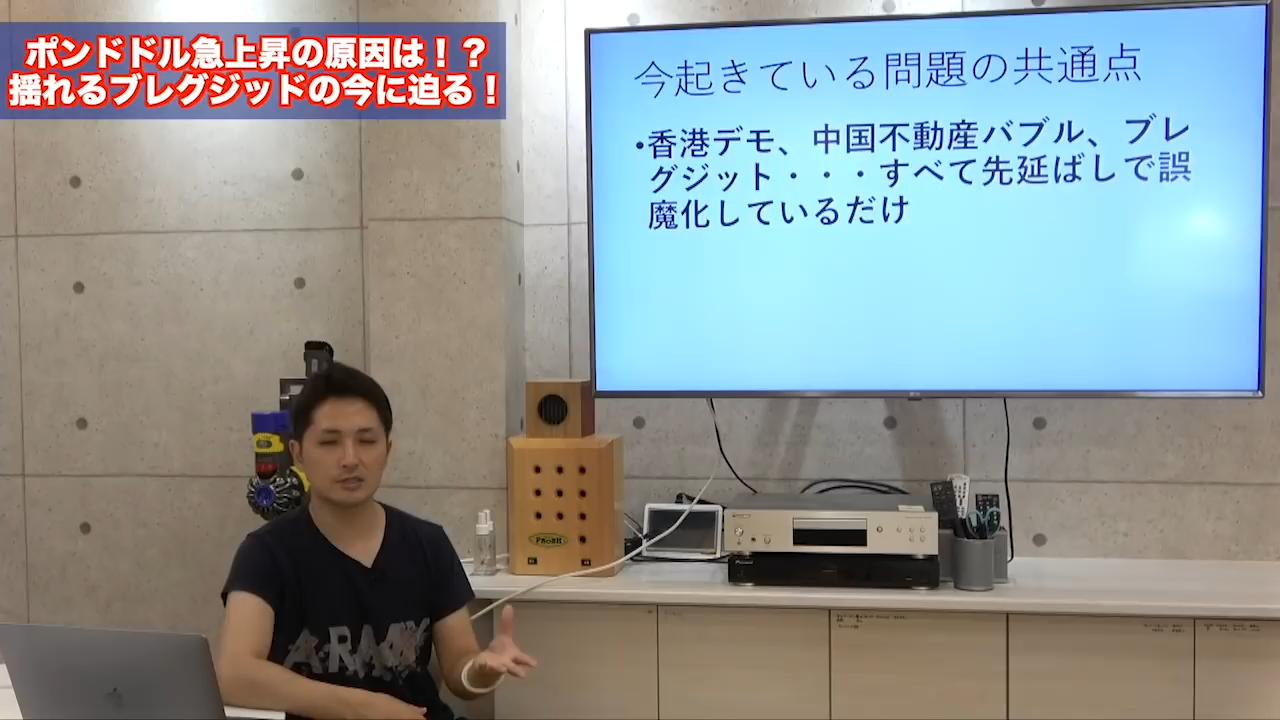 ポンドドル急上昇の原因は！？
揺れるブレグジッドの今に迫る！
今起きている問題の共通点
•香港デモ、中国不動産バブル、ブレ
グジット・・・すべて先延ばしで誤
魔化しているだけ
Pioneer